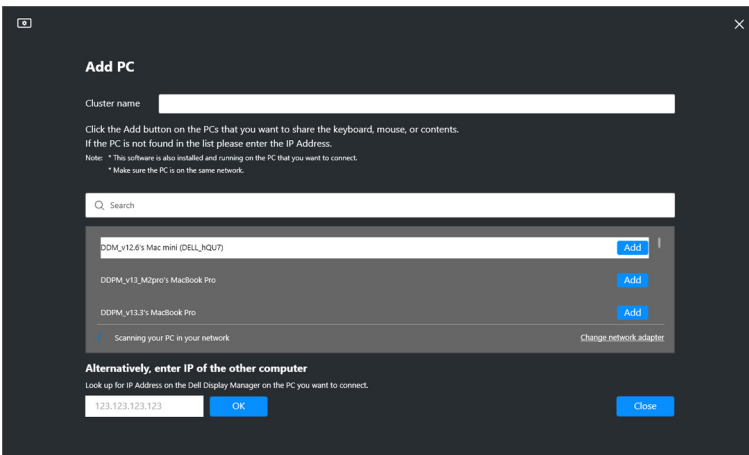 Add PC
Cluster name
Click the Add button on the PCs that you want to share the keyboard, mouse, or contents.
If the PC is not found in the list please enter the IP Address.
Note: * This software is also installed and running on the PC that you want to connect.
* Make sure the PC is on the same network.
Search
DDM_v12.6's Mac mini (DELL_hQU7) Add
DDPM_v13_M2pro's MacBook Pro Add
DDPM_v13.3's MacBook Pro Add
Scanning your PC in your network Change network adapter
Alternatively, enter IP of the other computer
Look up for IP Address on the Dell Display Manager on the PC you want to connect.
123.123.123.123 OK Close